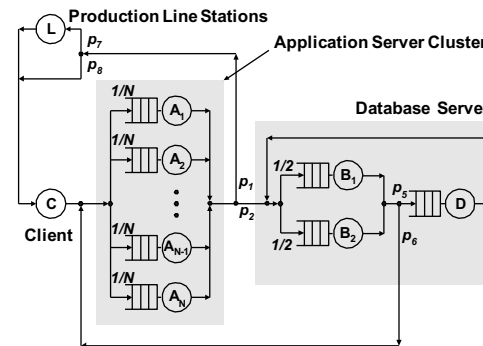 Production Line Stations
L
p7
p8
Application Server Cluster
1/N
A1
1/N
A2
Database Serve
p1
p2
1/2
B1
p5
D
C
Client
1/N
AN-1
1/2
B2
p6
1/N
AN